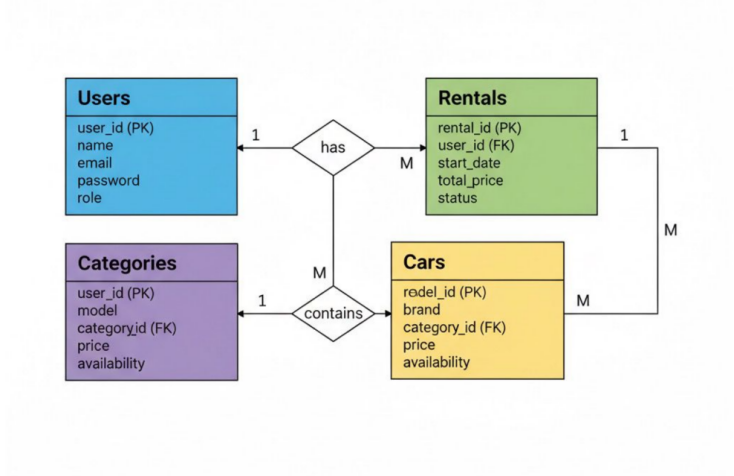 Users
user_id (PK)
name
email
password
role
1
has
M
Rentals
rental_id (PK)
user_id (FK)
start_date
total_price
status
1
M
Categories
user_id (PK)
model
category_id (FK)
price
availability
1
M
contains
Cars
brand
category_id (FK)
price
availability
M